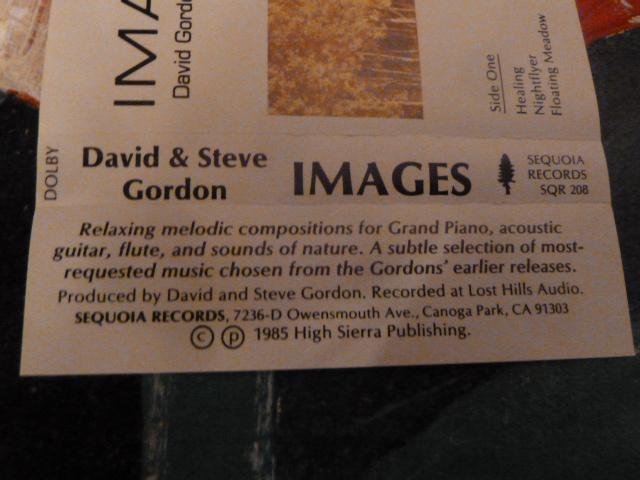 IMA
David Gord
Side One
Healing
Nightflyer
Floating Meadow
DOLBY
David & Steve
Gordon
IMAGES
SEQUOIA
RECORDS
SQR 208
Relaxing melodic compositions for Grand Piano, acoustic
guitar, flute, and sounds of nature. A subtle selection of most-
requested music chosen from the Gordons' earlier releases.
Produced by David and Steve Gordon. Recorded at Lost Hills Audio.
SEQUOIA RECORDS, 7236-D Owensmouth Ave., Canoga Park, CA 91303
© ℗ 1985 High Sierra Publishing.